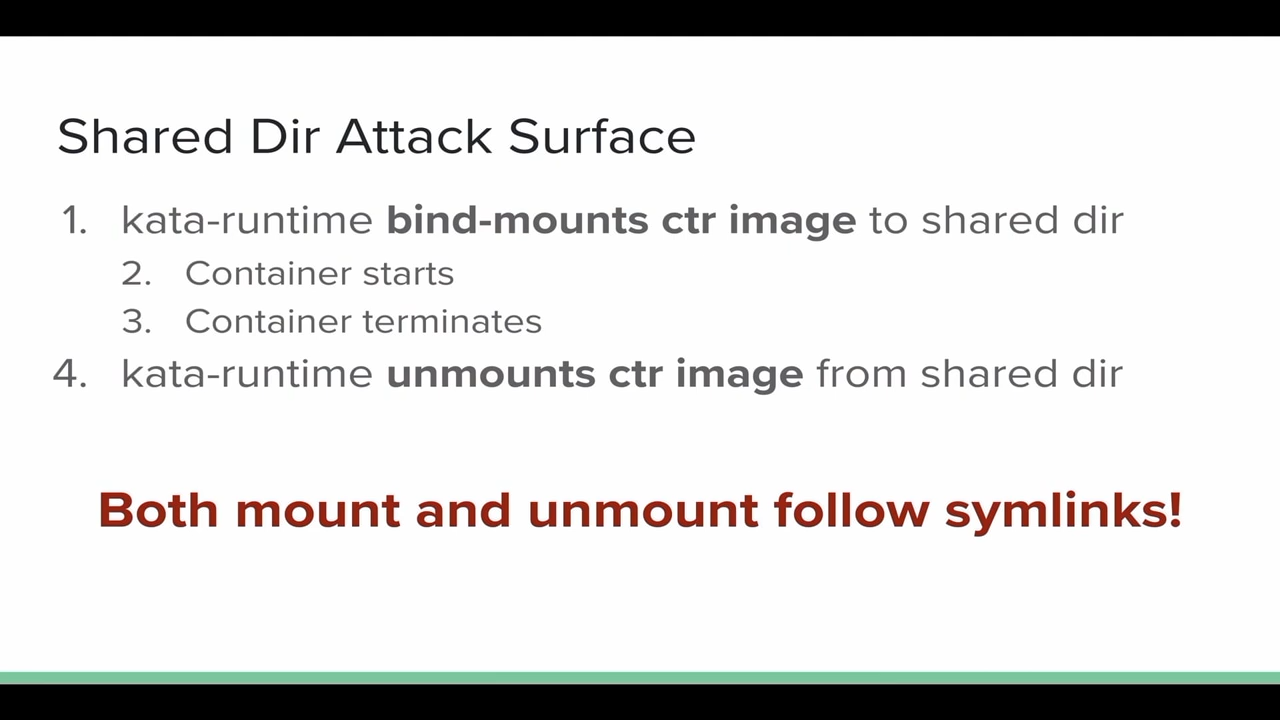 Shared Dir Attack Surface
1. kata-runtime bind-mounts ctr image to shared dir
2. Container starts
3. Container terminates
4. kata-runtime unmounts ctr image from shared dir
Both mount and unmount follow symlinks!